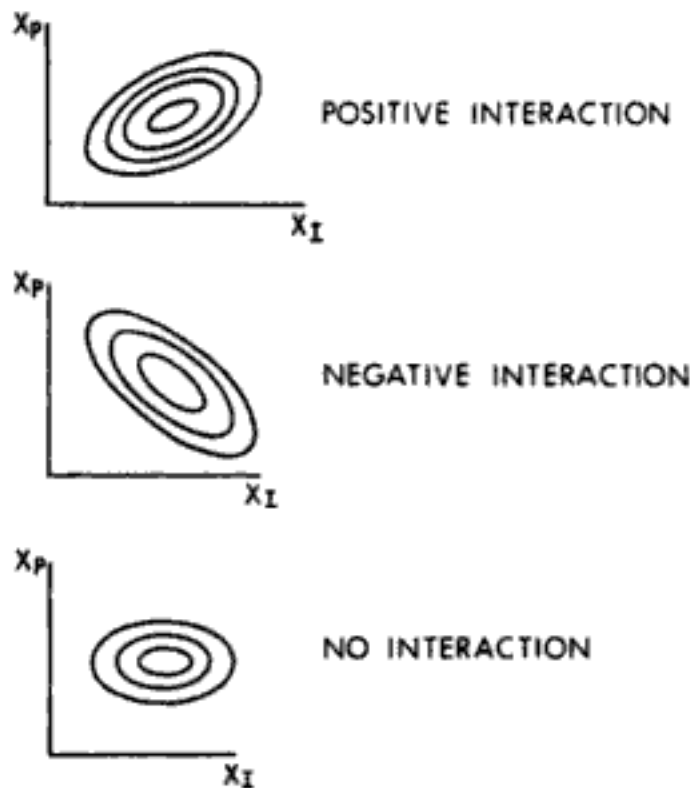 XP
POSITIVE INTERACTION
XI
XP
NEGATIVE INTERACTION
XI
XP
NO INTERACTION
XI